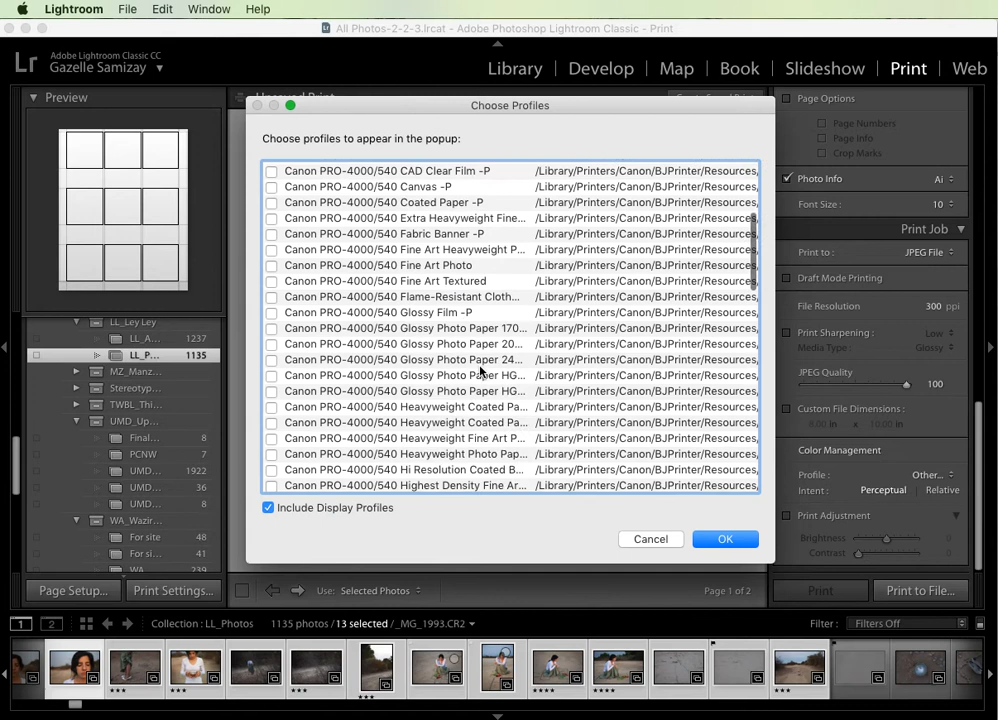 Lightroom File Edit Window Help
All Photos-2-2-3.lrcat - Adobe Photoshop Lightroom Classic - Print
Lr
Adobe Lightroom Classic CC
Gazelle Samizay
Library | Develop | Map | Book | Slideshow | Print | Web
Preview
LL_LeyLey
LL_A... 1237
LL_P... 1135
MZ_Manz...
Stereotyp...
TWBL_Thi...
UMD_Up...
Final... 8
PCNW 7
UMD... 1922
UMD... 36
UMD... 8
WA_Wazir...
For site 48
For si... 41
WA... 239
Page Setup... Print Settings...
Choose Profiles
Choose profiles to appear in the popup:
Canon PRO-4000/540 CAD Clear Film -P /Library/Printers/Canon/BJPrinter/Resources,
Canon PRO-4000/540 Canvas -P /Library/Printers/Canon/BJPrinter/Resources,
Canon PRO-4000/540 Coated Paper -P /Library/Printers/Canon/BJPrinter/Resources,
Canon PRO-4000/540 Extra Heavyweight Fine... /Library/Printers/Canon/BJPrinter/Resources,
Canon PRO-4000/540 Fabric Banner -P /Library/Printers/Canon/BJPrinter/Resources,
Canon PRO-4000/540 Fine Art Heavyweight P... /Library/Printers/Canon/BJPrinter/Resources,
Canon PRO-4000/540 Fine Art Photo /Library/Printers/Canon/BJPrinter/Resources,
Canon PRO-4000/540 Fine Art Textured /Library/Printers/Canon/BJPrinter/Resources,
Canon PRO-4000/540 Flame-Resistant Cloth... /Library/Printers/Canon/BJPrinter/Resources,
Canon PRO-4000/540 Glossy Film -P /Library/Printers/Canon/BJPrinter/Resources,
Canon PRO-4000/540 Glossy Photo Paper 170... /Library/Printers/Canon/BJPrinter/Resources,
Canon PRO-4000/540 Glossy Photo Paper 20... /Library/Printers/Canon/BJPrinter/Resources,
Canon PRO-4000/540 Glossy Photo Paper 24... /Library/Printers/Canon/BJPrinter/Resources,
Canon PRO-4000/540 Glossy Photo Paper HG... /Library/Printers/Canon/BJPrinter/Resources,
Canon PRO-4000/540 Glossy Photo Paper HG... /Library/Printers/Canon/BJPrinter/Resources,
Canon PRO-4000/540 Heavyweight Coated Pa... /Library/Printers/Canon/BJPrinter/Resources,
Canon PRO-4000/540 Heavyweight Coated Pa... /Library/Printers/Canon/BJPrinter/Resources,
Canon PRO-4000/540 Heavyweight Fine Art P... /Library/Printers/Canon/BJPrinter/Resources,
Canon PRO-4000/540 Heavyweight Photo Pap... /Library/Printers/Canon/BJPrinter/Resources,
Canon PRO-4000/540 Hi Resolution Coated B... /Library/Printers/Canon/BJPrinter/Resources,
Canon PRO-4000/540 Highest Density Fine Ar... /Library/Printers/Canon/BJPrinter/Resources,
Include Display Profiles
Cancel OK
Use: Selected Photos Page 1 of 2
Page Options
Page Numbers
Page Info
Crop Marks
Photo Info Ai
Font Size : 10
Print Job
Print to : JPEG File
Draft Mode Printing
File Resolution 300 ppi
Print Sharpening : Low
Media Type : Glossy
JPEG Quality
100
Custom File Dimensions :
8.00 in x 10.00 in
Color Management
Profile : Other...
Intent : Perceptual Relative
Print Adjustment
Brightness 0
Contrast 0
Print Print to File...
1 2 Collection : LL_Photos 1135 photos / 13 selected / _MG_1993.CR2 Filter : Filters Off